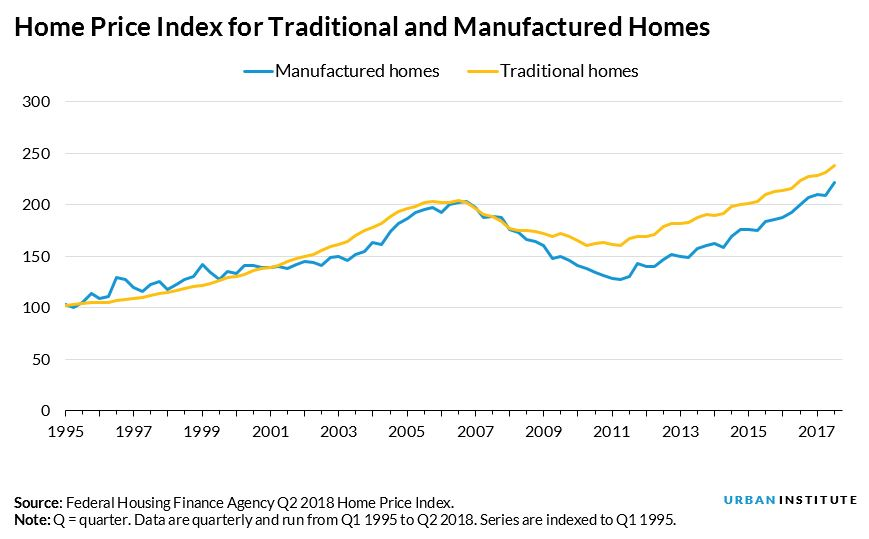 Home Price Index for Traditional and Manufactured Homes
Manufactured homes Traditional homes
300
250
200
150
100
50
0
1995 1997 1999 2001 2003 2005 2007 2009 2011 2013 2015 2017
Source: Federal Housing Finance Agency Q2 2018 Home Price Index.
Note: Q = quarter. Data are quarterly and run from Q1 1995 to Q2 2018. Series are indexed to Q1 1995.
URBAN INSTITUTE